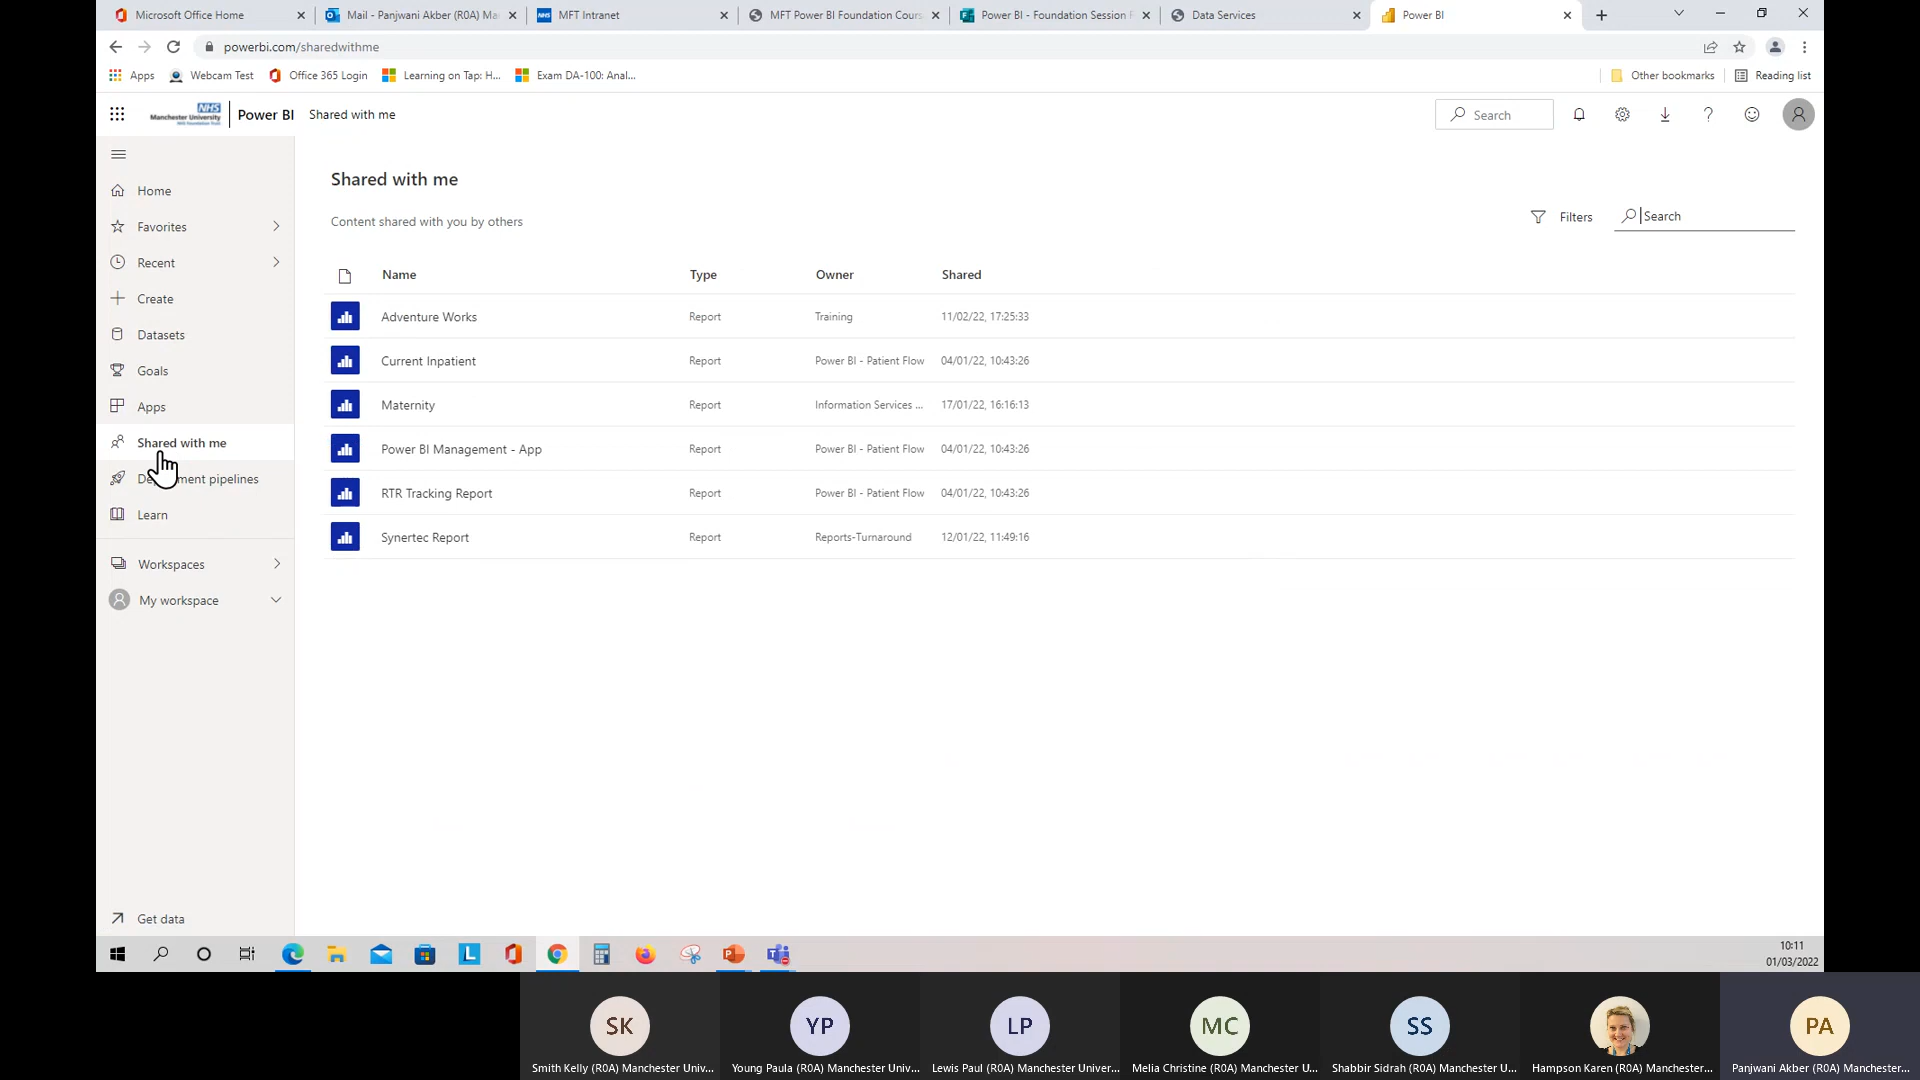 Microsoft Office Home
Mail - Panjwani Akber (R0A) Ma
MFT Intranet
MFT Power BI Foundation Cours
Power BI - Foundation Session F
Data Services
Power BI
powerbi.com/sharedwithme
Apps
Webcam Test
Office 365 Login
Learning on Tap: H...
Exam DA-100: Anal...
Other bookmarks
Reading list
NHS
Manchester University
NHS Foundation Trust
Power BI
Shared with me
Search
Home
Favorites
Recent
Create
Datasets
Goals
Apps
Shared with me
De ment pipelines
Learn
Workspaces
My workspace
Get data
Shared with me
Content shared with you by others
Filters
Search
Name Type Owner Shared
Adventure Works Report Training 11/02/22, 17:25:33
Current Inpatient Report Power BI - Patient Flow 04/01/22, 10:43:26
Maternity Report Information Services ... 17/01/22, 16:16:13
Power BI Management - App Report Power BI - Patient Flow 04/01/22, 10:43:26
RTR Tracking Report Report Power BI - Patient Flow 04/01/22, 10:43:26
Synertec Report Report Reports-Turnaround 12/01/22, 11:49:16
10:11
01/03/2022
SK
Smith Kelly (R0A) Manchester Univ...
YP
Young Paula (R0A) Manchester Univ...
LP
Lewis Paul (R0A) Manchester Univer...
MC
Melia Christine (R0A) Manchester U...
SS
Shabbir Sidrah (R0A) Manchester U...
Hampson Karen (R0A) Manchester...
PA
Panjwani Akber (R0A) Manchester...